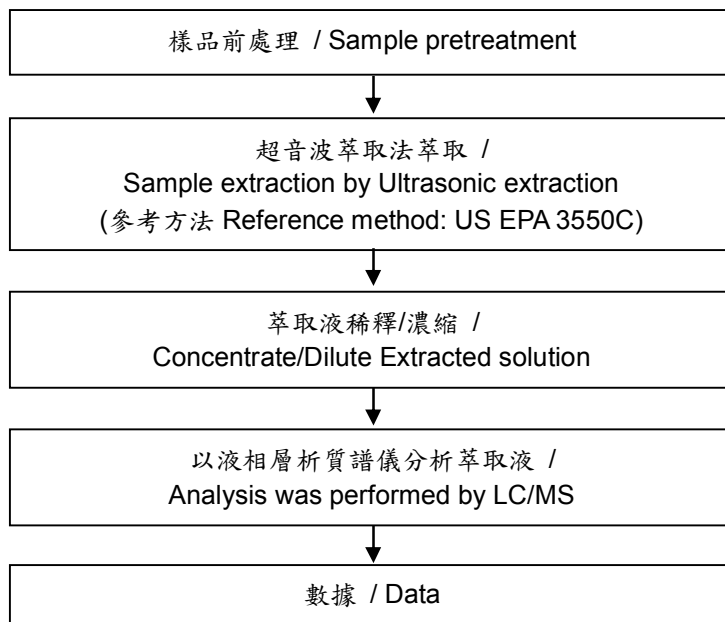 樣品前處理 / Sample pretreatment
超音波萃取法萃取 /
Sample extraction by Ultrasonic extraction
(參考方法 Reference method: US EPA 3550C)
萃取液稀釋/濃缩 /
Concentrate/Dilute Extracted solution
以液相層析質譜儀分析萃取液 /
Analysis was performed by LC/MS
數據 / Data